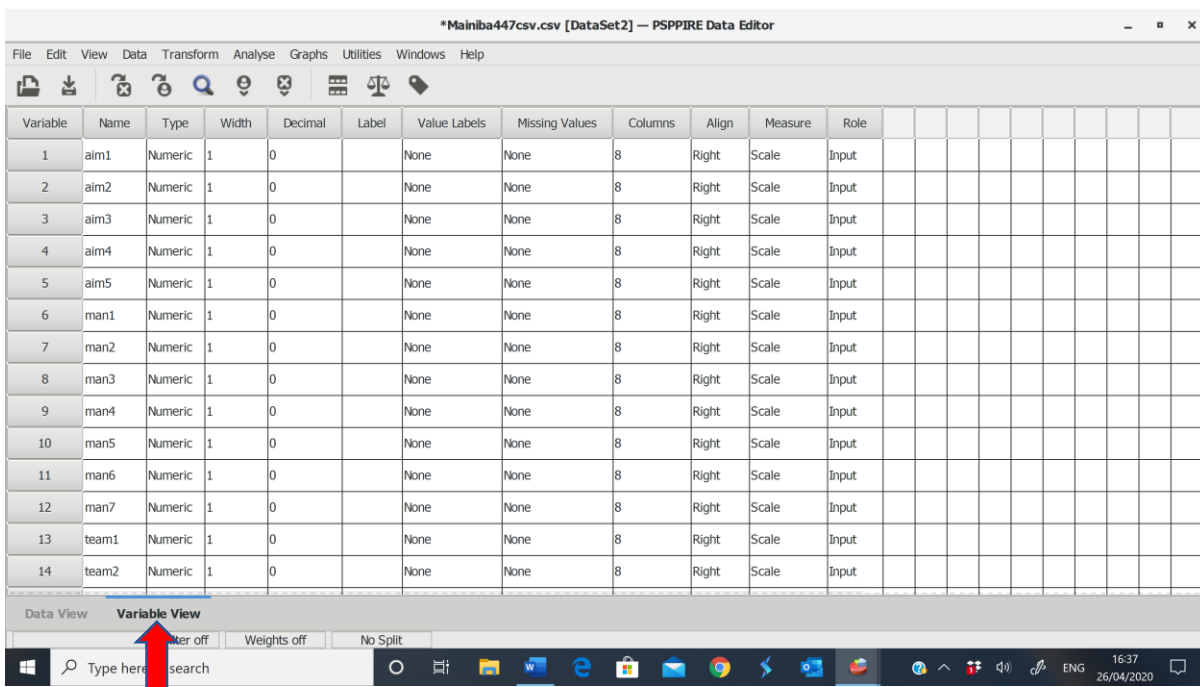 *Mainiba447csv.csv [DataSet2] — PSPPIRE Data Editor
File Edit View Data Transform Analyse Graphs Utilities Windows Help
Variable Name Type Width Decimal Label Value Labels Missing Values Columns Align Measure Role
1 aim1 Numeric 1 0 None None 8 Right Scale Input
2 aim2 Numeric 1 0 None None 8 Right Scale Input
3 aim3 Numeric 1 0 None None 8 Right Scale Input
4 aim4 Numeric 1 0 None None 8 Right Scale Input
5 aim5 Numeric 1 0 None None 8 Right Scale Input
6 man1 Numeric 1 0 None None 8 Right Scale Input
7 man2 Numeric 1 0 None None 8 Right Scale Input
8 man3 Numeric 1 0 None None 8 Right Scale Input
9 man4 Numeric 1 0 None None 8 Right Scale Input
10 man5 Numeric 1 0 None None 8 Right Scale Input
11 man6 Numeric 1 0 None None 8 Right Scale Input
12 man7 Numeric 1 0 None None 8 Right Scale Input
13 team1 Numeric 1 0 None None 8 Right Scale Input
14 team2 Numeric 1 0 None None 8 Right Scale Input
Data View Variable View
off Weights off No Split
Type here search ENG 16:37
26/04/2020